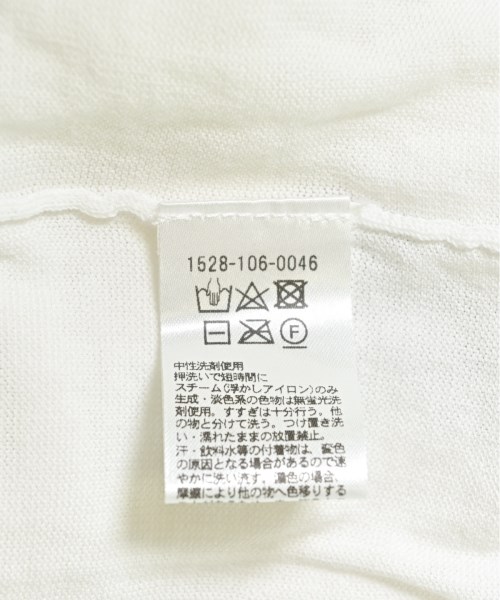 1528-106-0046
F
中性洗剤使用
押洗いで短時間に
スチーム(浮かしアイロン)のみ
生成・淡色系の色物は無蛍光洗
剤使用。すすぎは十分行う。他
の物と分けて洗う。つけ置き洗
い・濡れたままの放置禁止。
汗・飲料水等の付着物は、変色
の原因となる場合があるので速
やかに洗い流す。濃色の場合、
摩擦により他の物へ色移りする